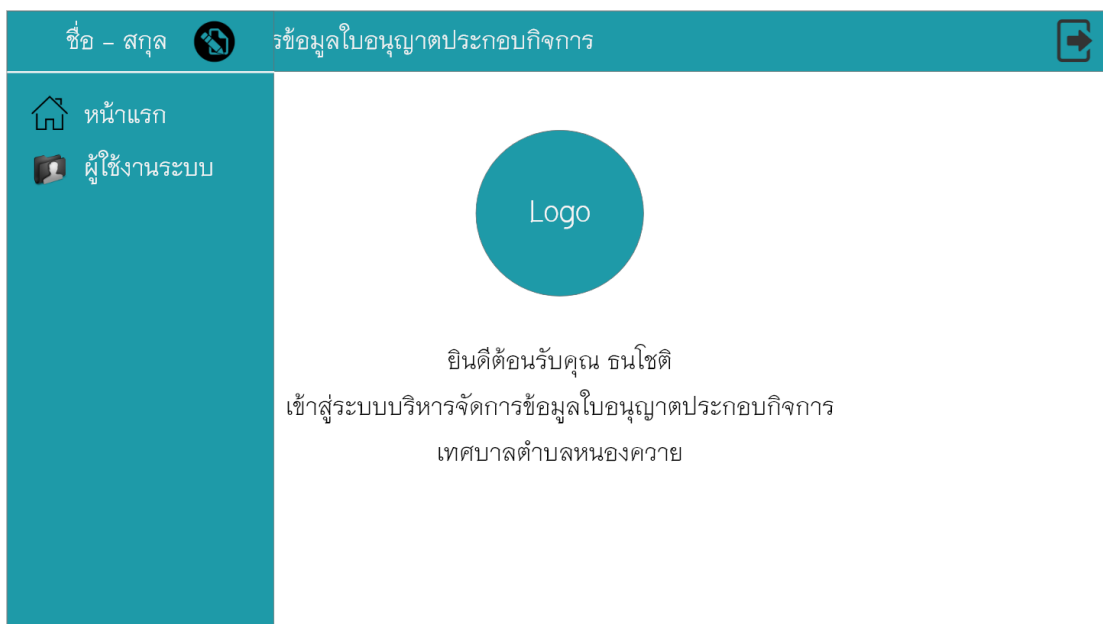 ชื่อ – สกุล
รข้อมูลใบอนุญาตประกอบกิจการ
หน้าแรก
ผู้ใช้งานระบบ
Logo
ยินดีต้อนรับคุณ ธนโชติ
เข้าสู่ระบบบริหารจัดการข้อมูลใบอนุญาตประกอบกิจการ
เทศบาลตำบลหนองควาย